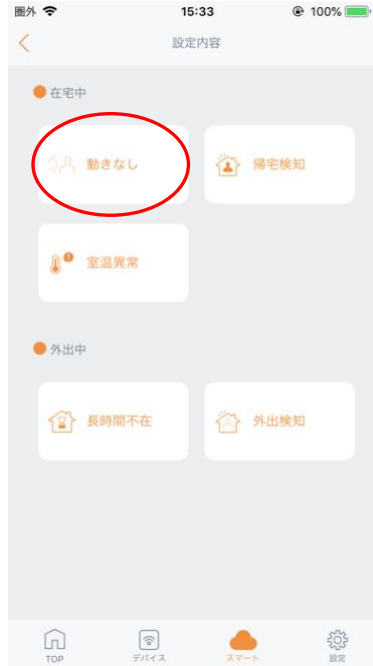 圏外 15:33 100%
設定内容
在宅中
動きなし 帰宅検知
室温異常
外出中
長時間不在 外出検知
TOP デバイス スマート 設定